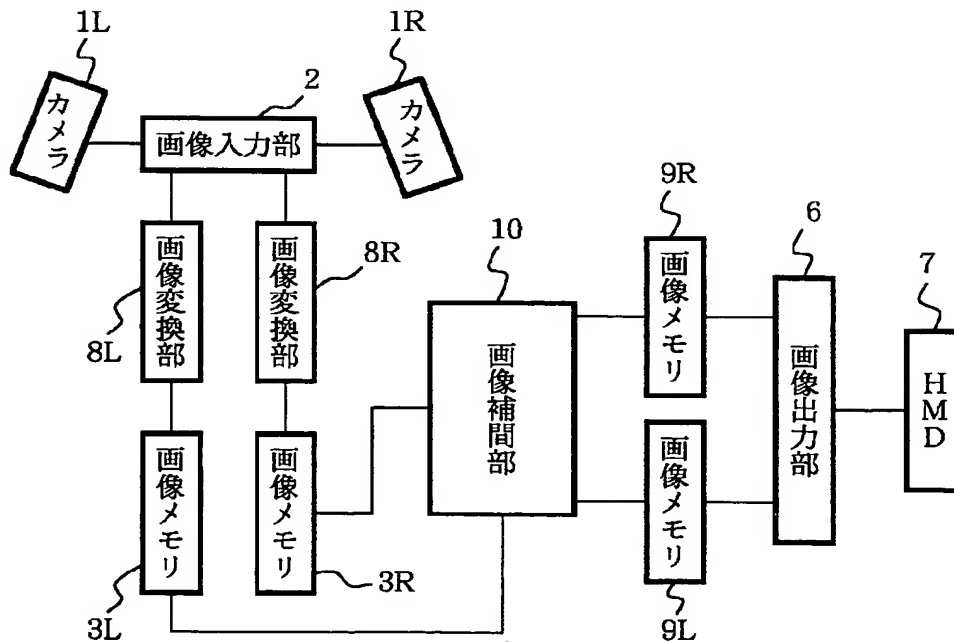 1L
1R
カメラ
2
画像入力部
カメラ
画像変換部
画像変換部
8R
8L
10
画像補間部
9R
画像メモリ
6
画像出力部
7
HMD
画像メモリ
3L
画像メモリ
3R
画像メモリ
9L